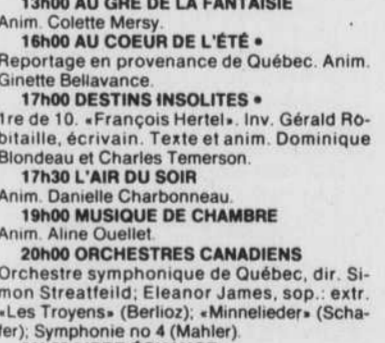 13h00 AU GRÉ DE LA FANTAISIE
Anim. Colette Mersy.
16h00 AU COEUR DE L'ÉTÉ •
Reportage en provenance de Québec. Anim.
Ginette Bellavance.
17h00 DESTINS INSOLITES •
1re de 10. «François Hertel». Inv. Gérald Ro-
bitaille, écrivain. Texte et anim. Dominique
Blondeau et Charles Temerson.
17h30 L'AIR DU SOIR
Anim. Danielle Charbonneau.
19h00 MUSIQUE DE CHAMBRE
Anim. Aline Ouellet.
20h00 ORCHESTRES CANADIENS
Orchestre symphonique de Québec, dir. Si-
mon Streatfeild; Eleanor James, sop.: extr.
«Les Troyens» (Berlioz); «Minnelieder» (Scha-
fer); Symphonie no 4 (Mahler).